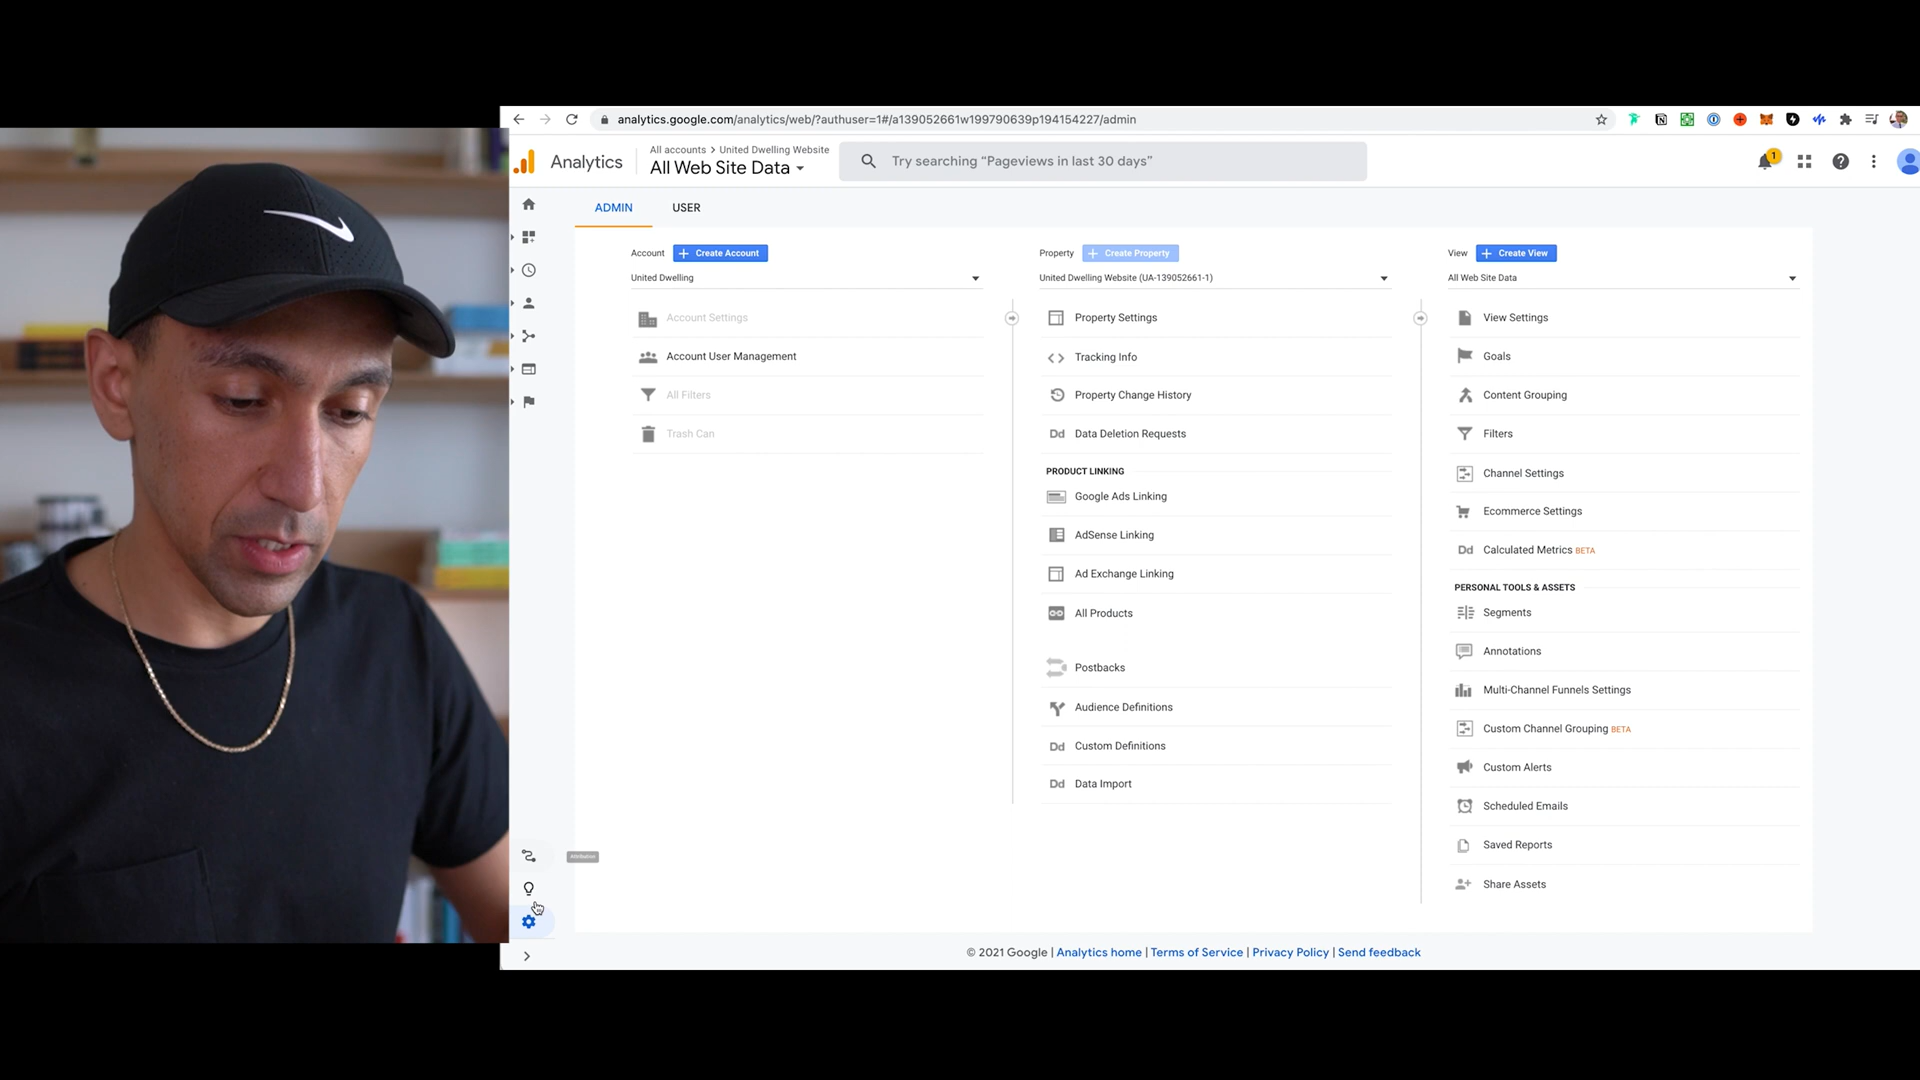 analytics.google.com/analytics/web/?authuser=1#/a139052661w199790639p194154227/admin
Analytics
All accounts > United Dwelling Website
All Web Site Data
Try searching “Pageviews in last 30 days”
1
ADMIN
USER
Account
+ Create Account
United Dwelling
Account Settings
Account User Management
All Filters
Trash Can
Property
+ Create Property
United Dwelling Website (UA-139052661-1)
Property Settings
Tracking Info
Property Change History
Dd Data Deletion Requests
PRODUCT LINKING
Google Ads Linking
AdSense Linking
Ad Exchange Linking
All Products
Postbacks
Audience Definitions
Dd Custom Definitions
Dd Data Import
View
+ Create View
All Web Site Data
View Settings
Goals
Content Grouping
Filters
Channel Settings
Ecommerce Settings
Dd Calculated Metrics BETA
PERSONAL TOOLS & ASSETS
Segments
Annotations
Multi-Channel Funnels Settings
Custom Channel Grouping BETA
Custom Alerts
Scheduled Emails
Saved Reports
Share Assets
Attribution
© 2021 Google | Analytics home | Terms of Service | Privacy Policy | Send feedback